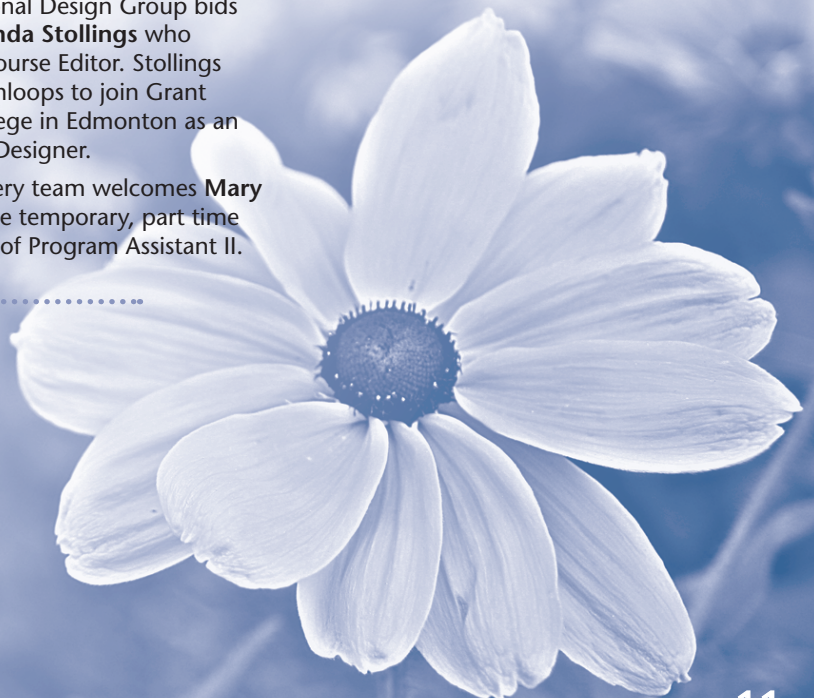 nal Design Group bids
nda Stollings who
ourse Editor. Stollings
nloops to join Grant
ege in Edmonton as an
Designer.
ery team welcomes Mary
e temporary, part time
of Program Assistant II.
11